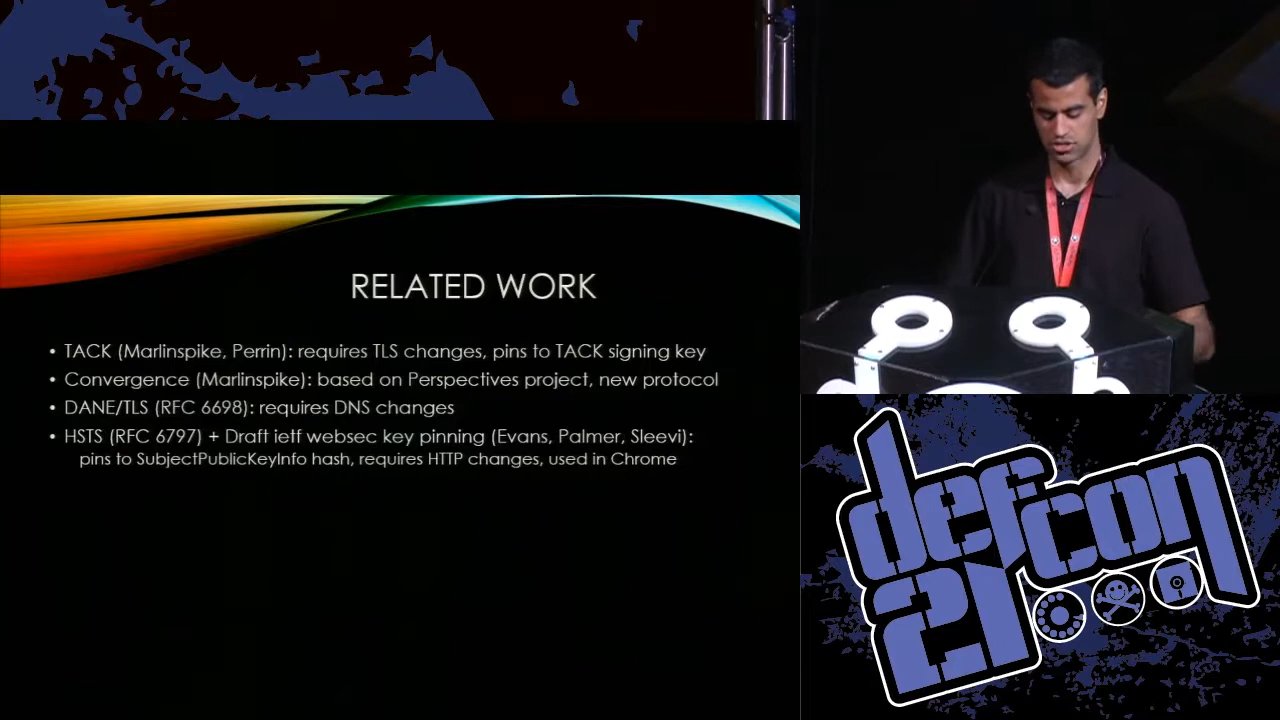 RELATED WORK
• TACK (Marlinspike, Perrin): requires TLS changes, pins to TACK signing key
• Convergence (Marlinspike): based on Perspectives project, new protocol
• DANE/TLS (RFC 6698): requires DNS changes
• HSTS (RFC 6797) + Draft ietf websec key pinning (Evans, Palmer, Sleevi):
pins to SubjectPublicKeyInfo hash, requires HTTP changes, used in Chrome
defcon
21